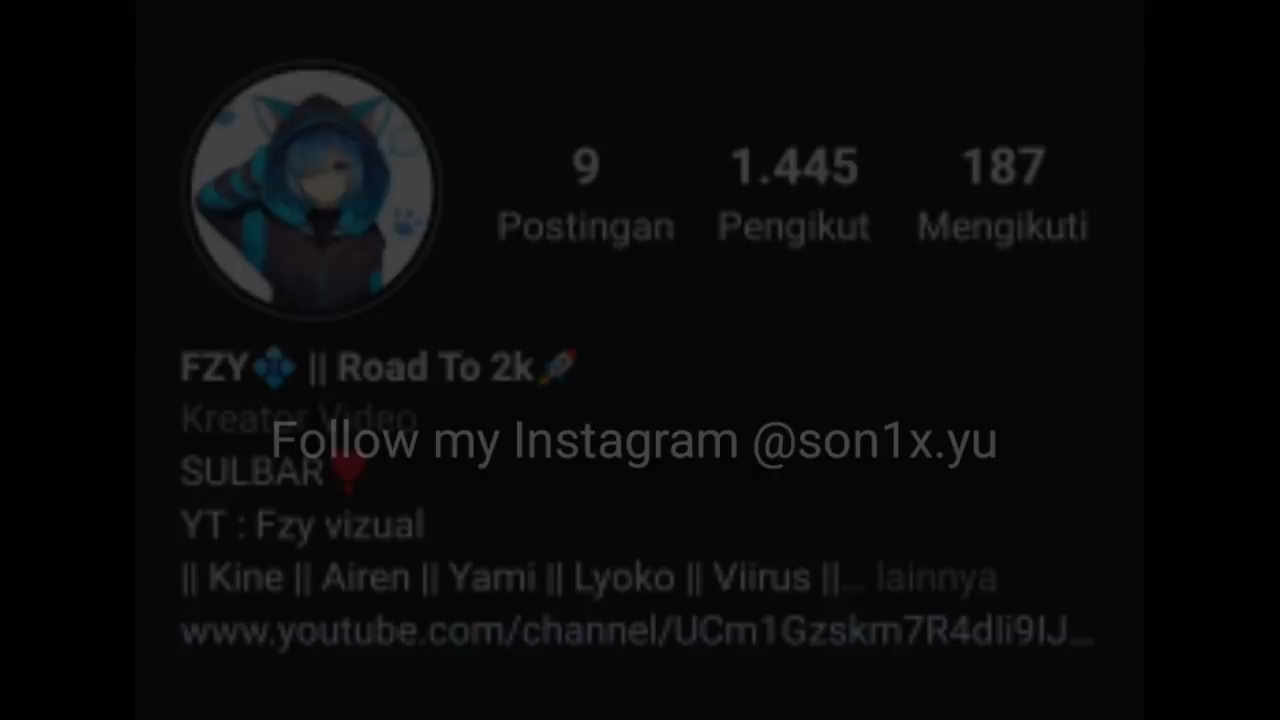 9 1.445 187
Postingan Pengikut Mengikuti
FZY💠 || Road To 2k🚀
Kreator Video
Follow my Instagram @son1x.yu
SULBAR❣️
YT : Fzy vizual
|| Kine || Airen || Yami || Lyoko || Viirus ||... lainnya
www.youtube.com/channel/UCm1Gzskm7R4dli9IJ...